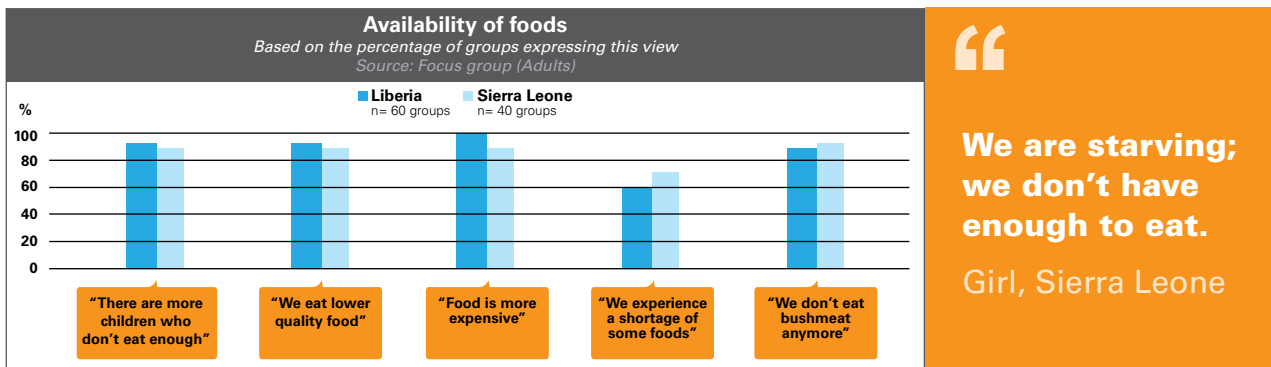 Availability of foods
Based on the percentage of groups expressing this view
Source: Focus group (Adults)
Liberia
n= 60 groups
Sierra Leone
n= 40 groups
%
100
80
60
40
20
0
“There are more
children who
don’t eat enough”
“We eat lower
quality food”
“Food is more
expensive”
“We experience
a shortage of
some foods”
“We don’t eat
bushmeat
anymore”
“
We are starving;
we don’t have
enough to eat.
Girl, Sierra Leone